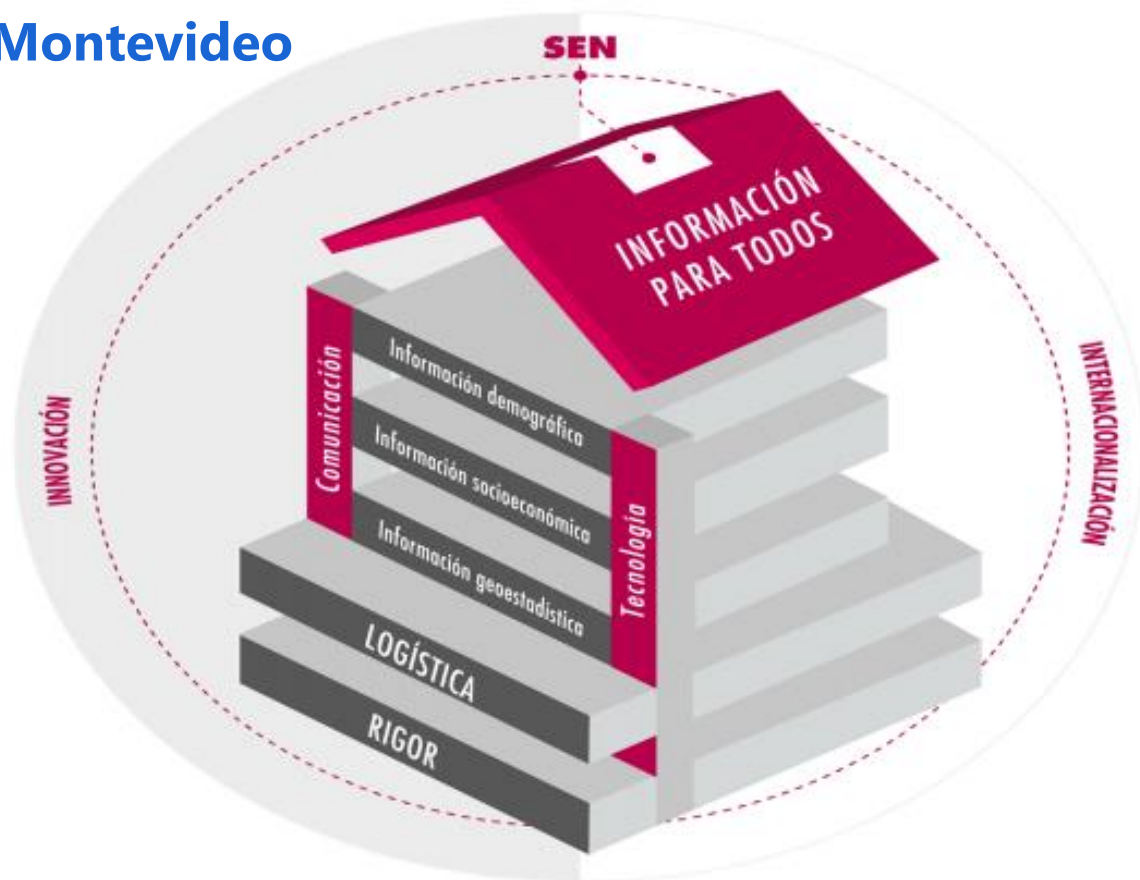 Montevideo
SEN
INFORMACIÓN
PARA TODOS
Comunicación
Información demográfica
Información socioeconómica
Información geoestadística
Tecnología
LOGÍSTICA
RIGOR
INNOVACIÓN
INTERNACIONALIZACIÓN